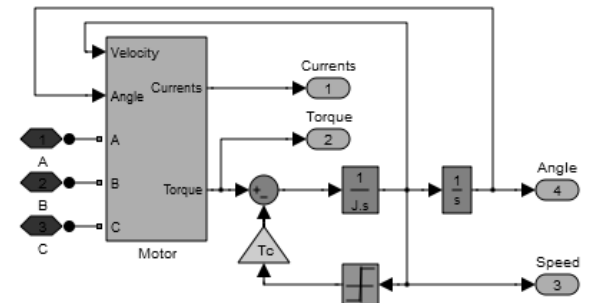 Velocity
Currents
Angle
Currents
1
Torque
2
1
A
A
2
B
B
Torque
3
C
C
Motor
+
−
Tc
1
J.s
1
s
Angle
4
Speed
3